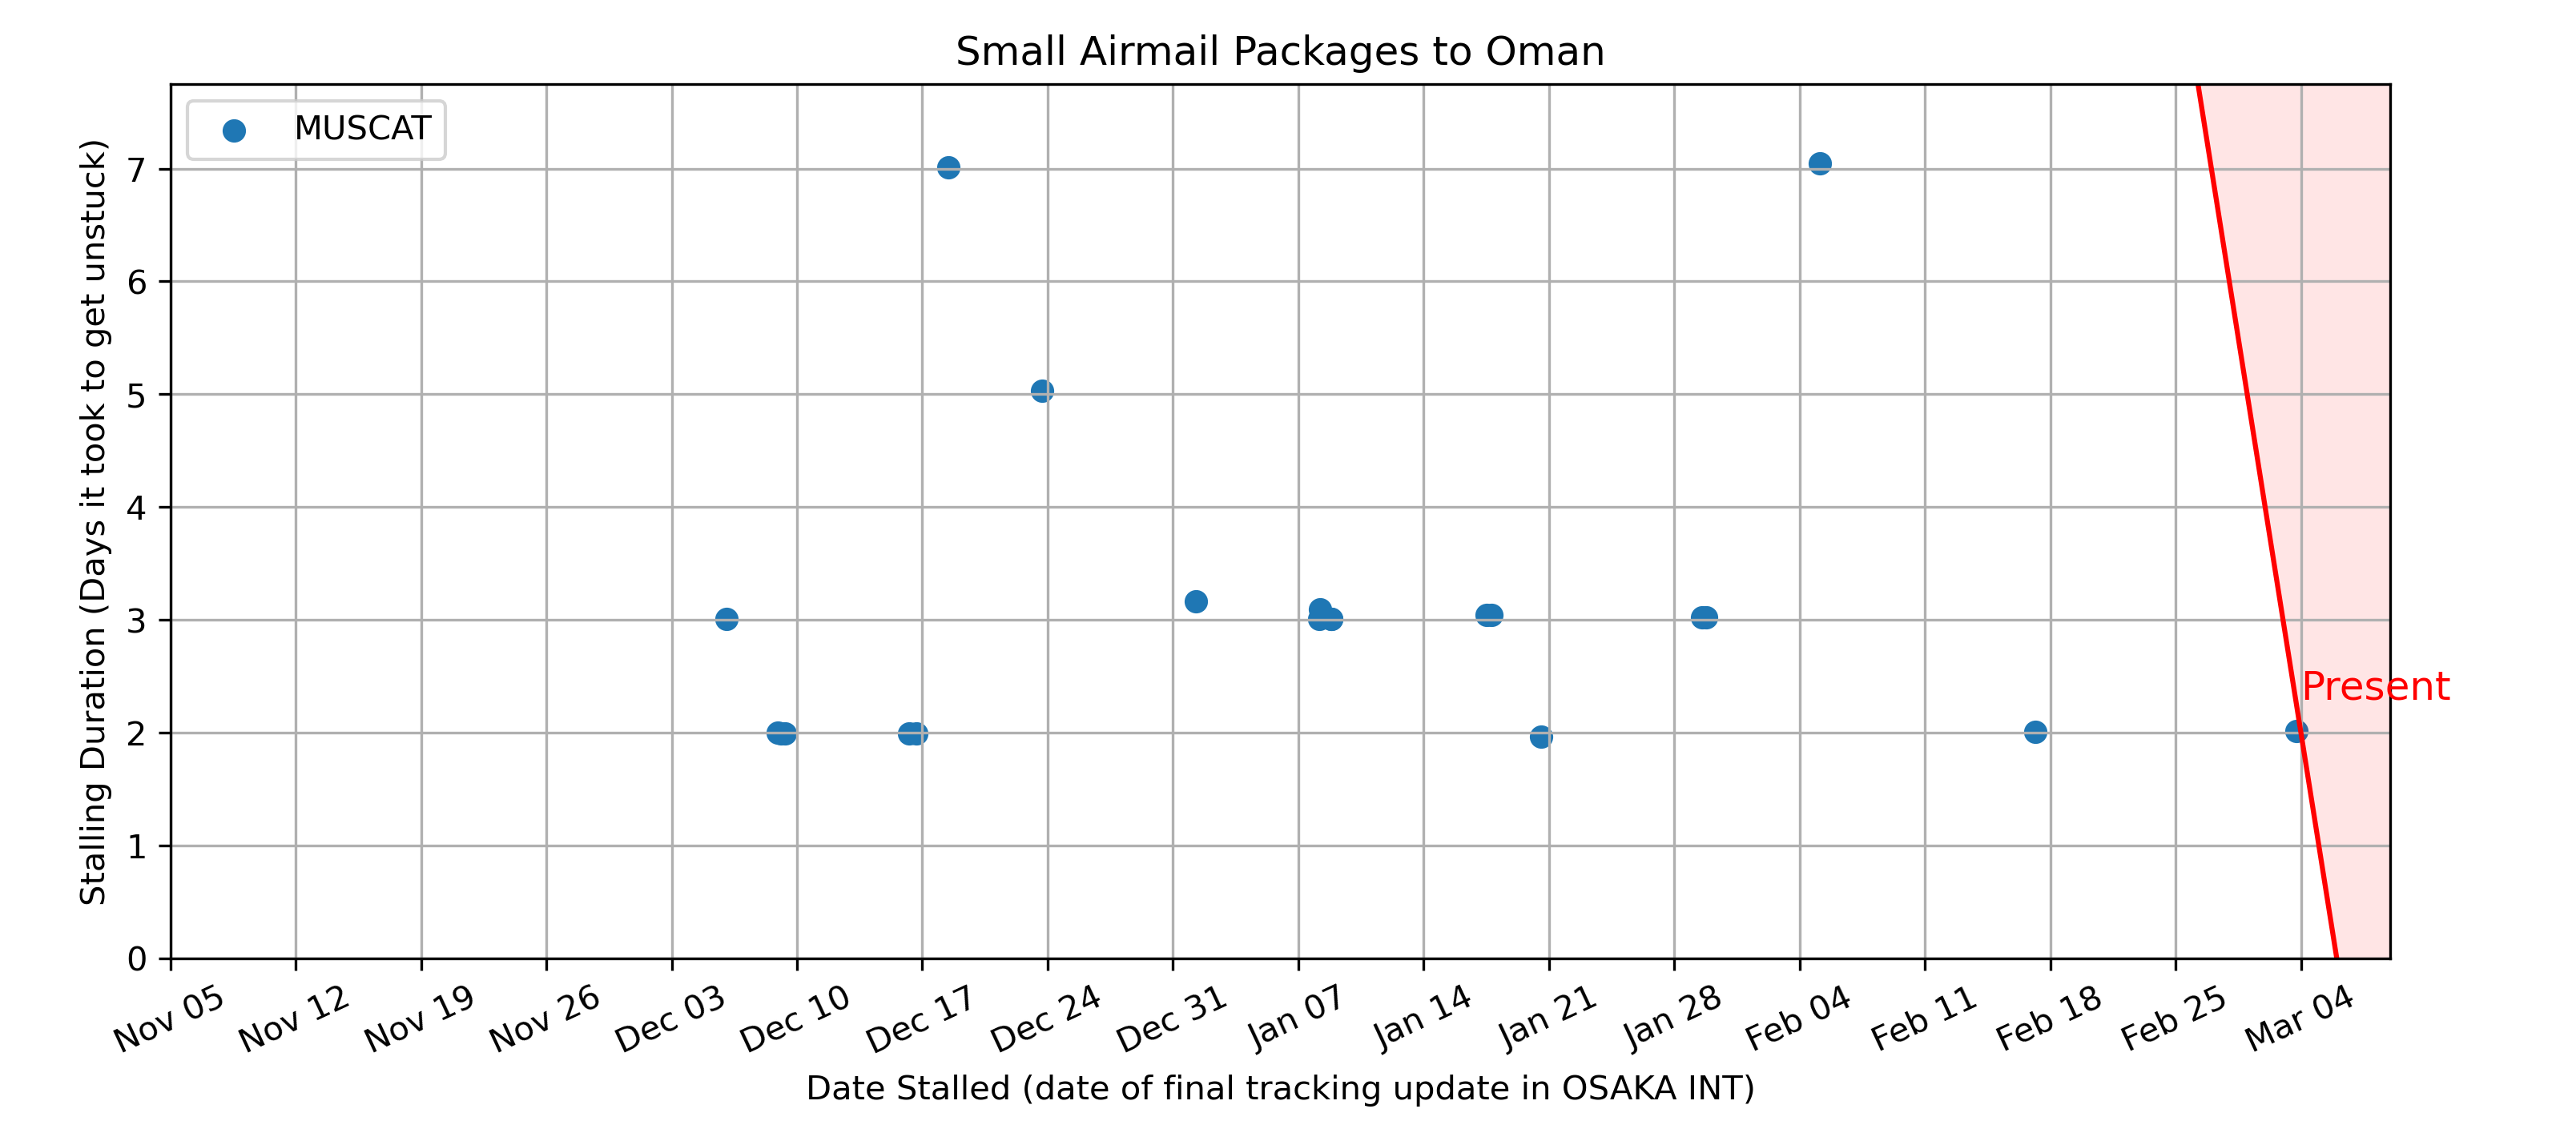 Small Airmail Packages to Oman
MUSCAT
Stalling Duration (Days it took to get unstuck)
7
6
5
4
3
2
1
0
Present
Nov 05
Nov 12
Nov 19
Nov 26
Dec 03
Dec 10
Dec 17
Dec 24
Dec 31
Jan 07
Jan 14
Jan 21
Jan 28
Feb 04
Feb 11
Feb 18
Feb 25
Mar 04
Date Stalled (date of final tracking update in OSAKA INT)